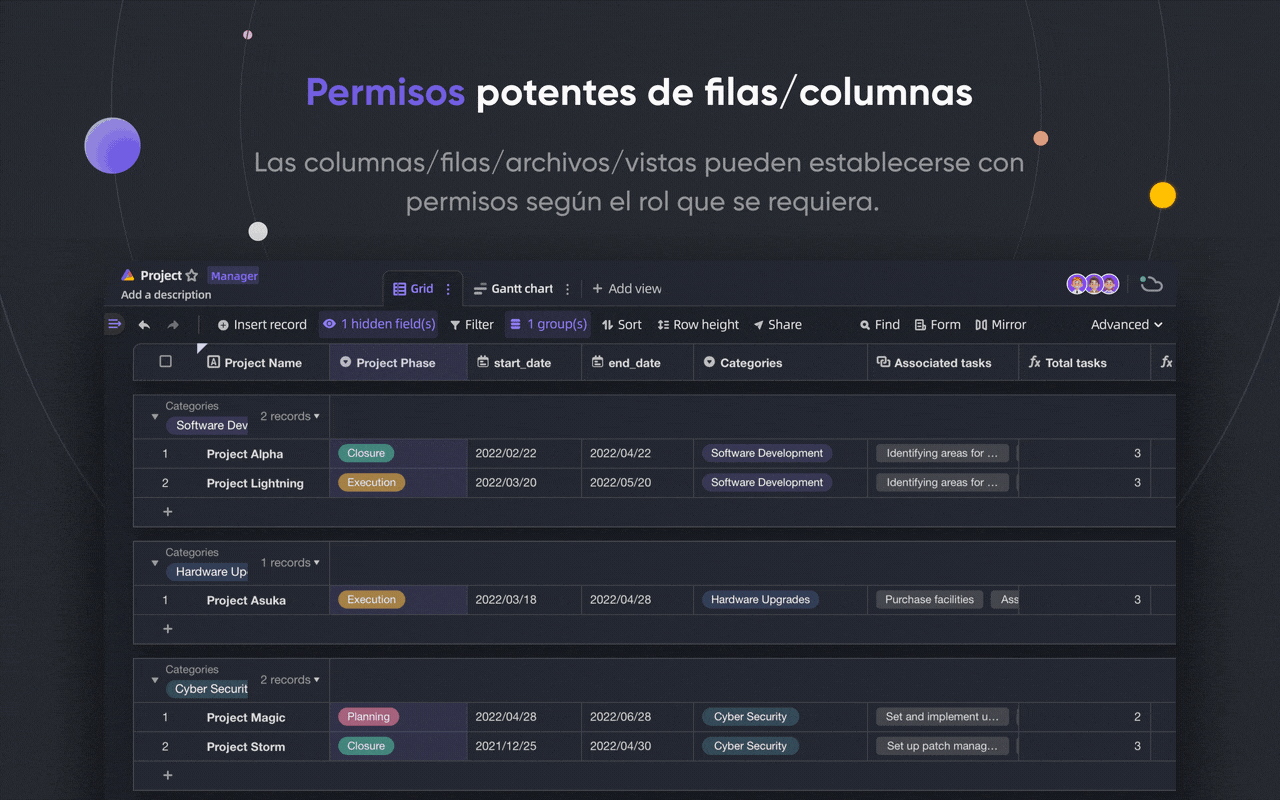 Permisos potentes de filas/columnas
Las columnas/filas/archivos/vistas pueden establecerse con
permisos según el rol que se requiera.
Project Manager
Add a description
Grid Gantt chart + Add view
Insert record 1 hidden field(s) Filter 1 group(s) Sort Row height Share Find Form Mirror Advanced
Project Name Project Phase start_date end_date Categories Associated tasks fx Total tasks fx
Categories
Software Dev 2 records
1 Project Alpha Closure 2022/02/22 2022/04/22 Software Development Identifying areas for ... 3
2 Project Lightning Execution 2022/03/20 2022/05/20 Software Development Identifying areas for ... 3
+
Categories
Hardware Up 1 records
1 Project Asuka Execution 2022/03/18 2022/04/28 Hardware Upgrades Purchase facilities Ass 3
+
Categories
Cyber Securit 2 records
1 Project Magic Planning 2022/04/28 2022/06/28 Cyber Security Set and implement u... 2
2 Project Storm Closure 2021/12/25 2022/04/30 Cyber Security Set up patch manag... 3
+